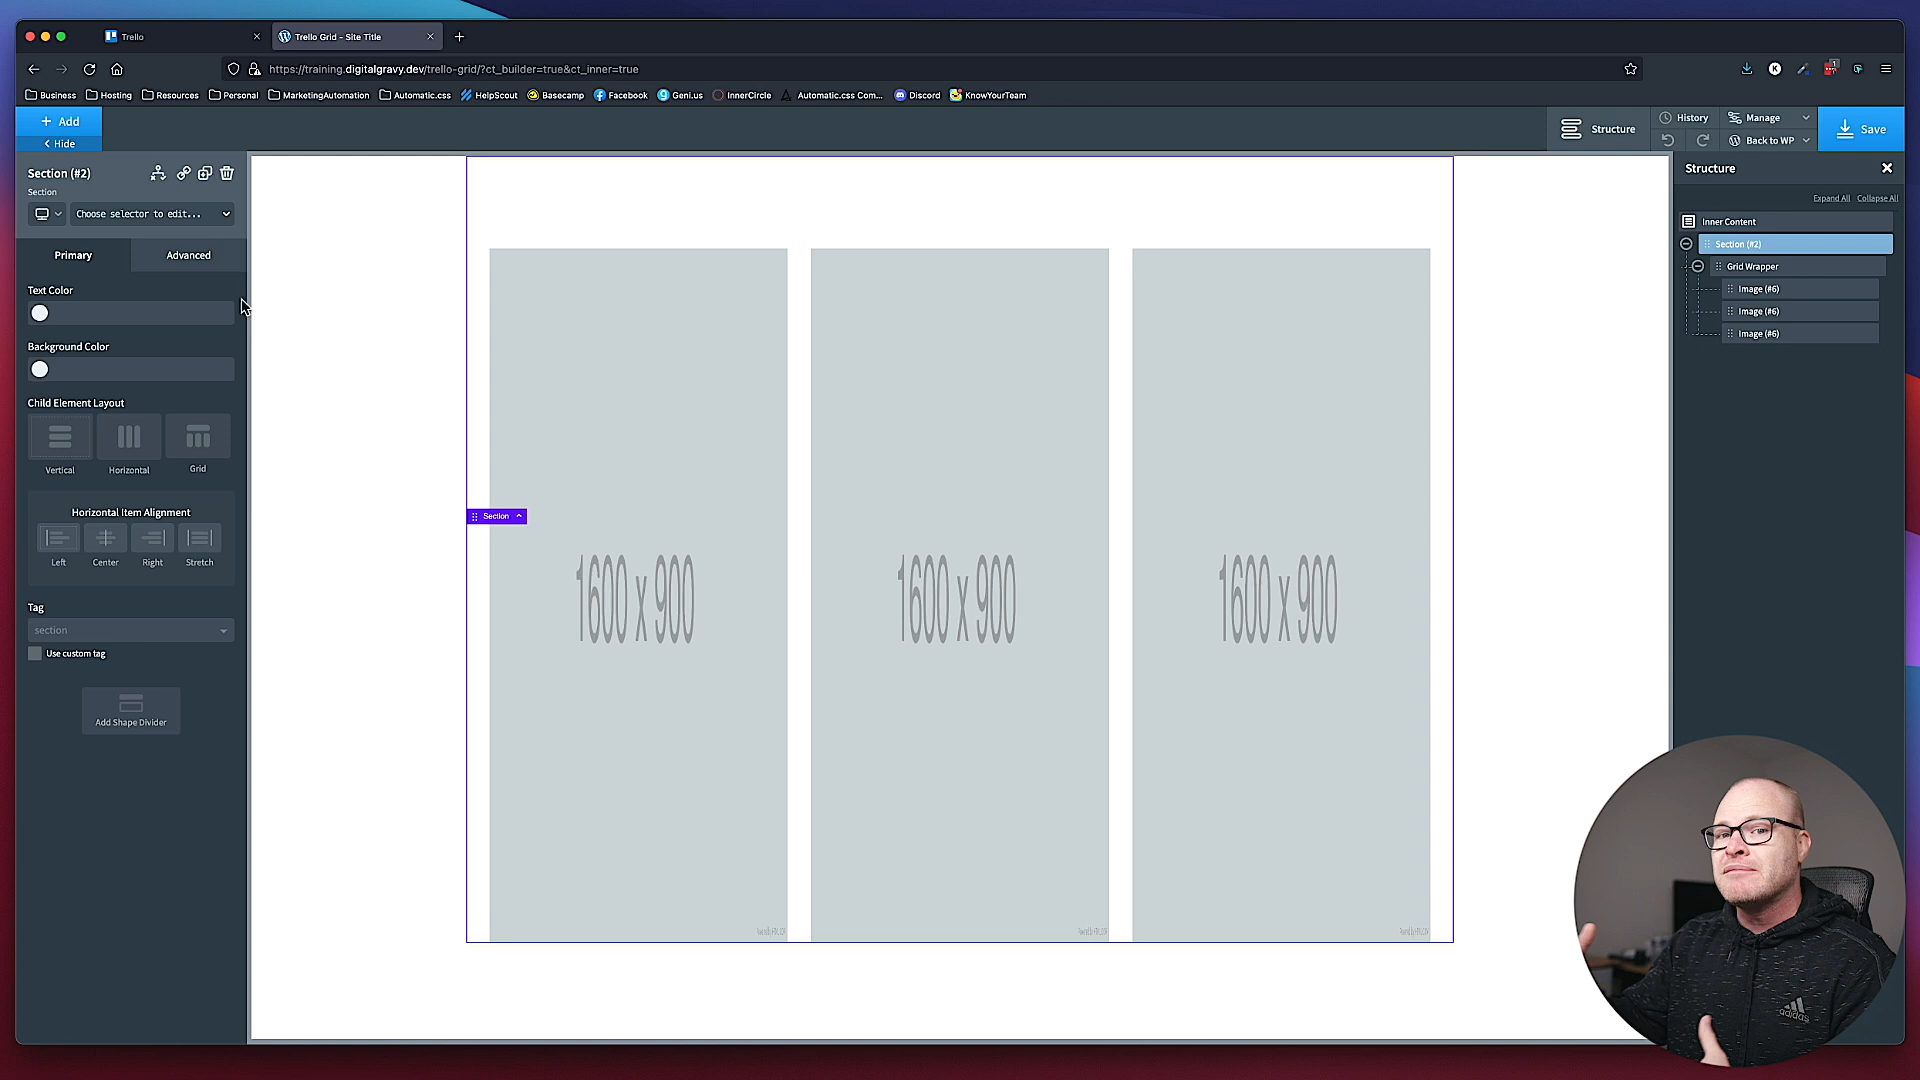 Trello
Trello Grid - Site Title
https://training.digitalgravy.dev/trello-grid/?ct_builder=true&ct_inner=true
Business
Hosting
Resources
Personal
MarketingAutomation
Automatic.css
HelpScout
Basecamp
Facebook
Geni.us
InnerCircle
Automatic.css Com...
Discord
KnowYourTeam
+ Add
Hide
Structure
History
Manage
Back to WP
Save
Section (#2)
Section
Choose selector to edit...
Primary
Advanced
Text Color
Background Color
Child Element Layout
Vertical
Horizontal
Grid
Horizontal Item Alignment
Left
Center
Right
Stretch
Tag
section
Use custom tag
Add Shape Divider
Section
1600 x 900
1600 x 900
1600 x 900
Structure
Expand All
Collapse All
Inner Content
Section (#2)
Grid Wrapper
Image (#6)
Image (#6)
Image (#6)
adidas